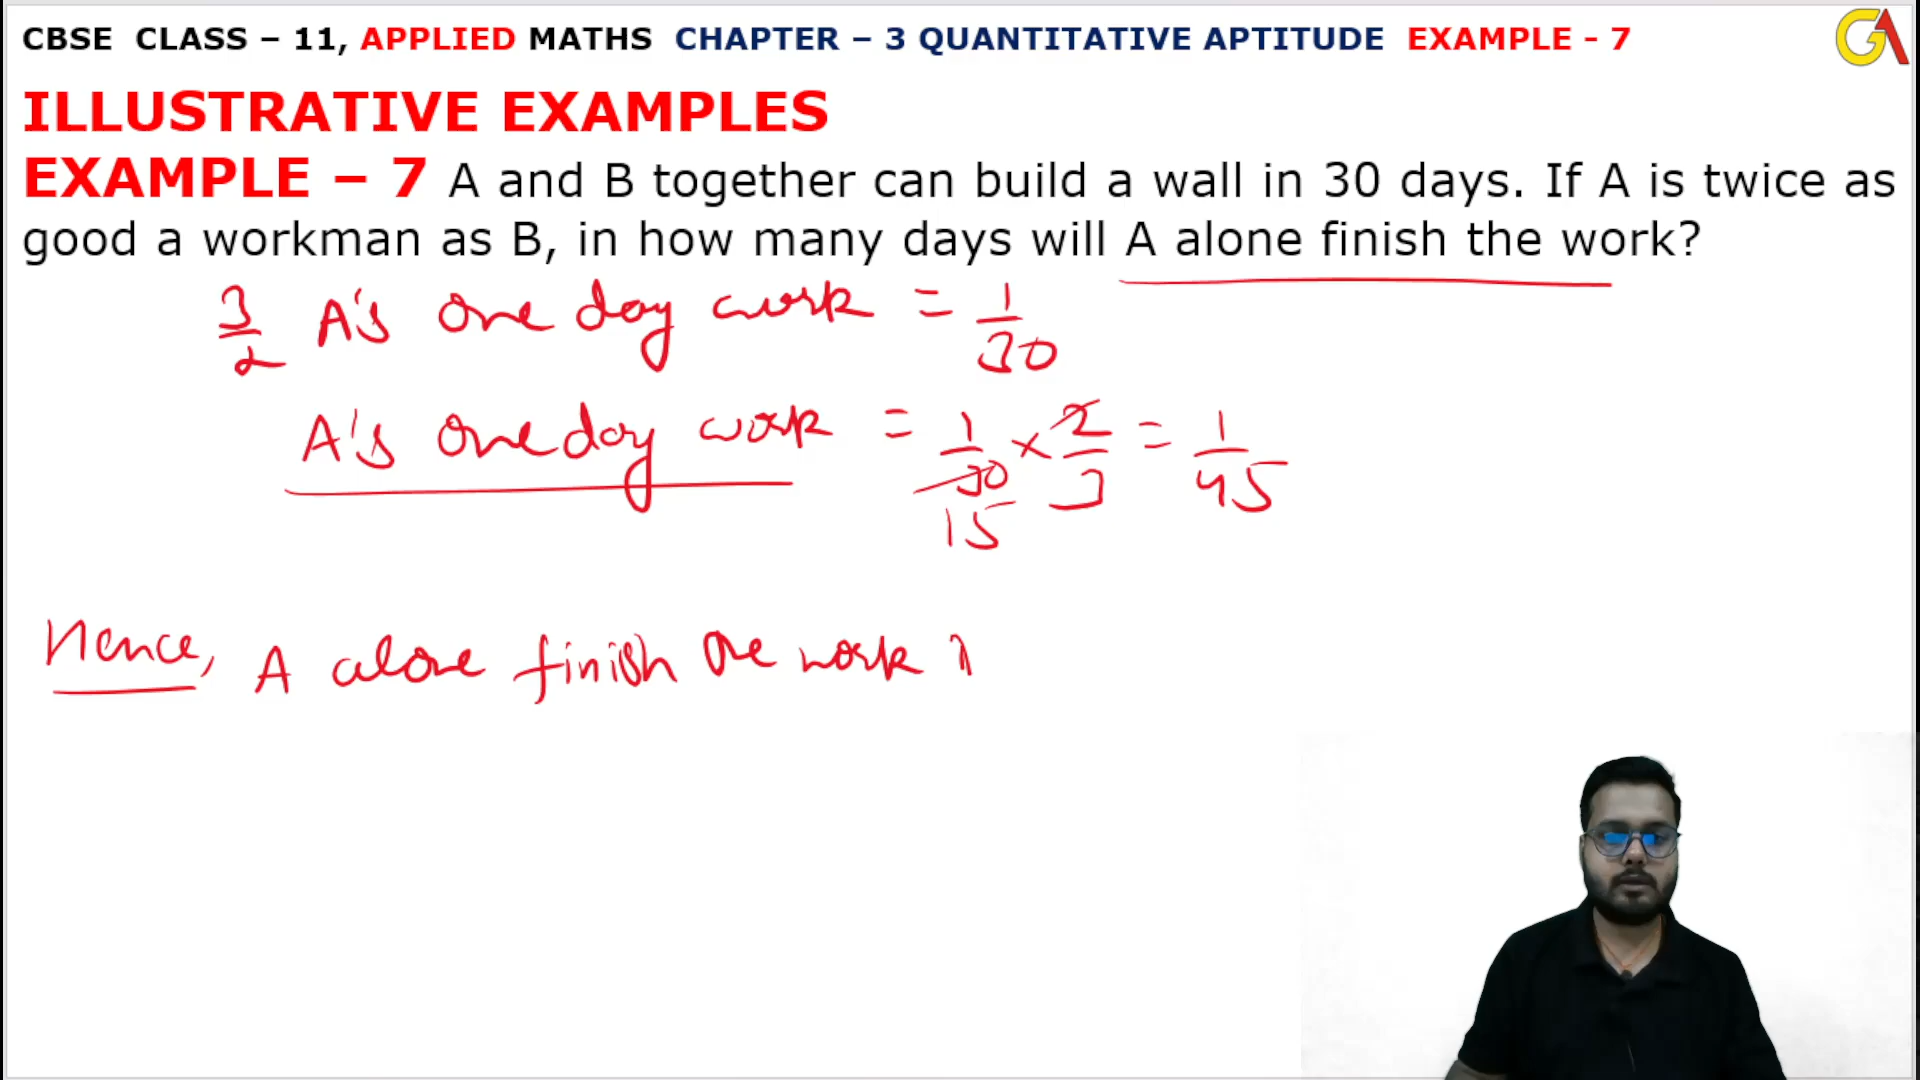 CBSE CLASS – 11, APPLIED MATHS CHAPTER – 3 QUANTITATIVE APTITUDE EXAMPLE - 7
GA
ILLUSTRATIVE EXAMPLES
EXAMPLE – 7 A and B together can build a wall in 30 days. If A is twice as
good a workman as B, in how many days will A alone finish the work?
3/2 A's one day work = 1/30
A's one day work = 1/30 × 2/3 = 1/45
15
Hence, A alone finish the work i